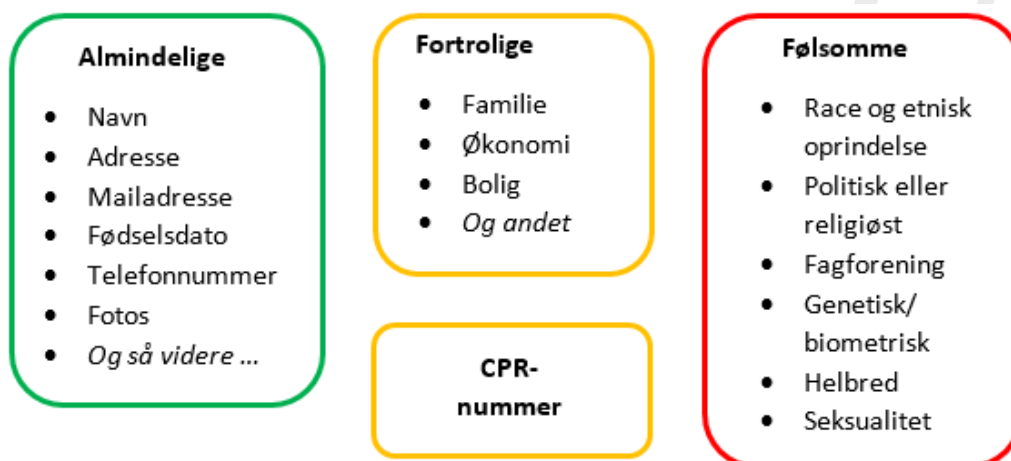 Almindelige
• Navn
• Adresse
• Mailadresse
• Fødselsdato
• Telefonnummer
• Fotos
• Og så videre ...
Fortrolige
• Familie
• Økonomi
• Bolig
• Og andet
CPR-
nummer
Følsomme
• Race og etnisk
oprindelse
• Politisk eller
religiøst
• Fagforening
• Genetisk/
biometrisk
• Helbred
• Seksualitet